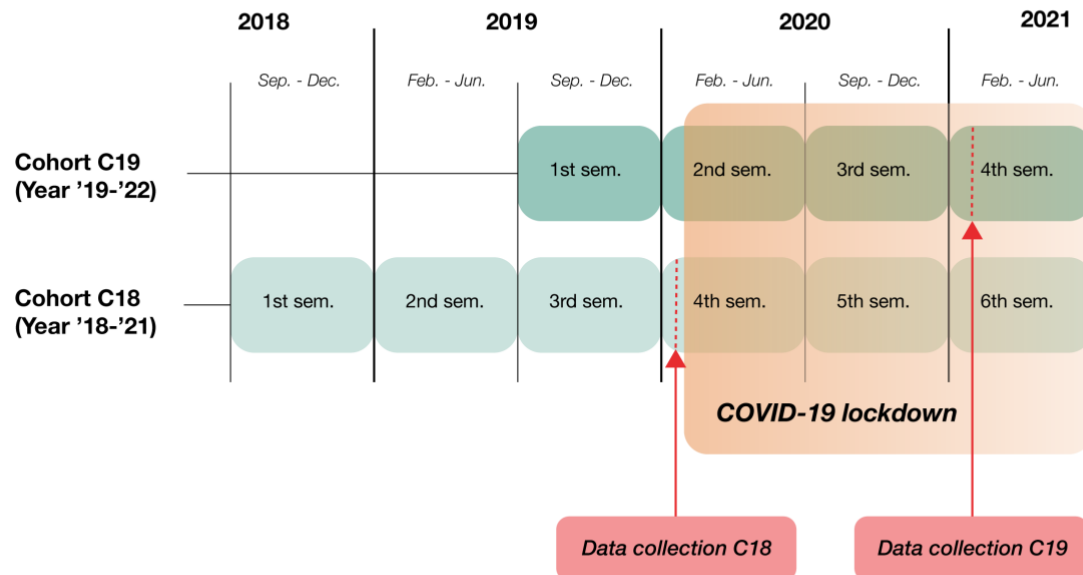 2018
2019
2020
2021
Sep. - Dec.
Feb. - Jun.
Sep. - Dec.
Feb. - Jun.
Sep. - Dec.
Feb. - Jun.
Cohort C19
(Year ’19-’22)
1st sem.
2nd sem.
3rd sem.
4th sem.
Cohort C18
(Year ’18-’21)
1st sem.
2nd sem.
3rd sem.
4th sem.
5th sem.
6th sem.
COVID-19 lockdown
Data collection C18
Data collection C19